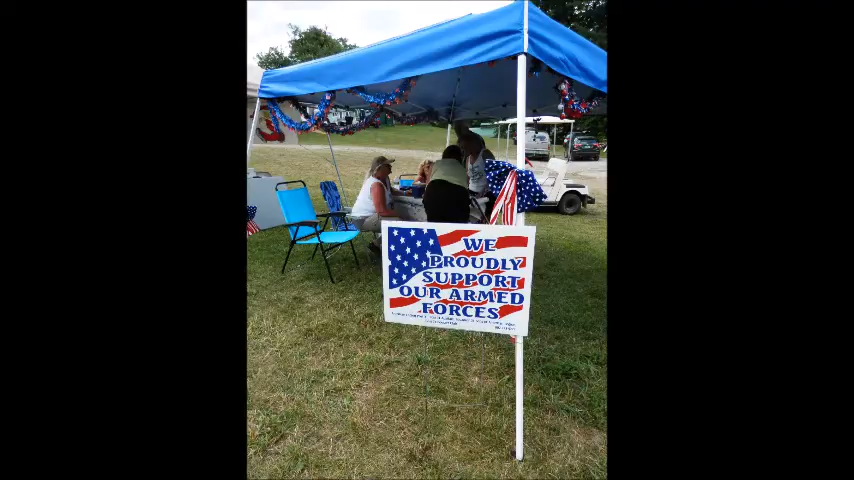 WE
PROUDLY
SUPPORT
OUR ARMED
FORCES